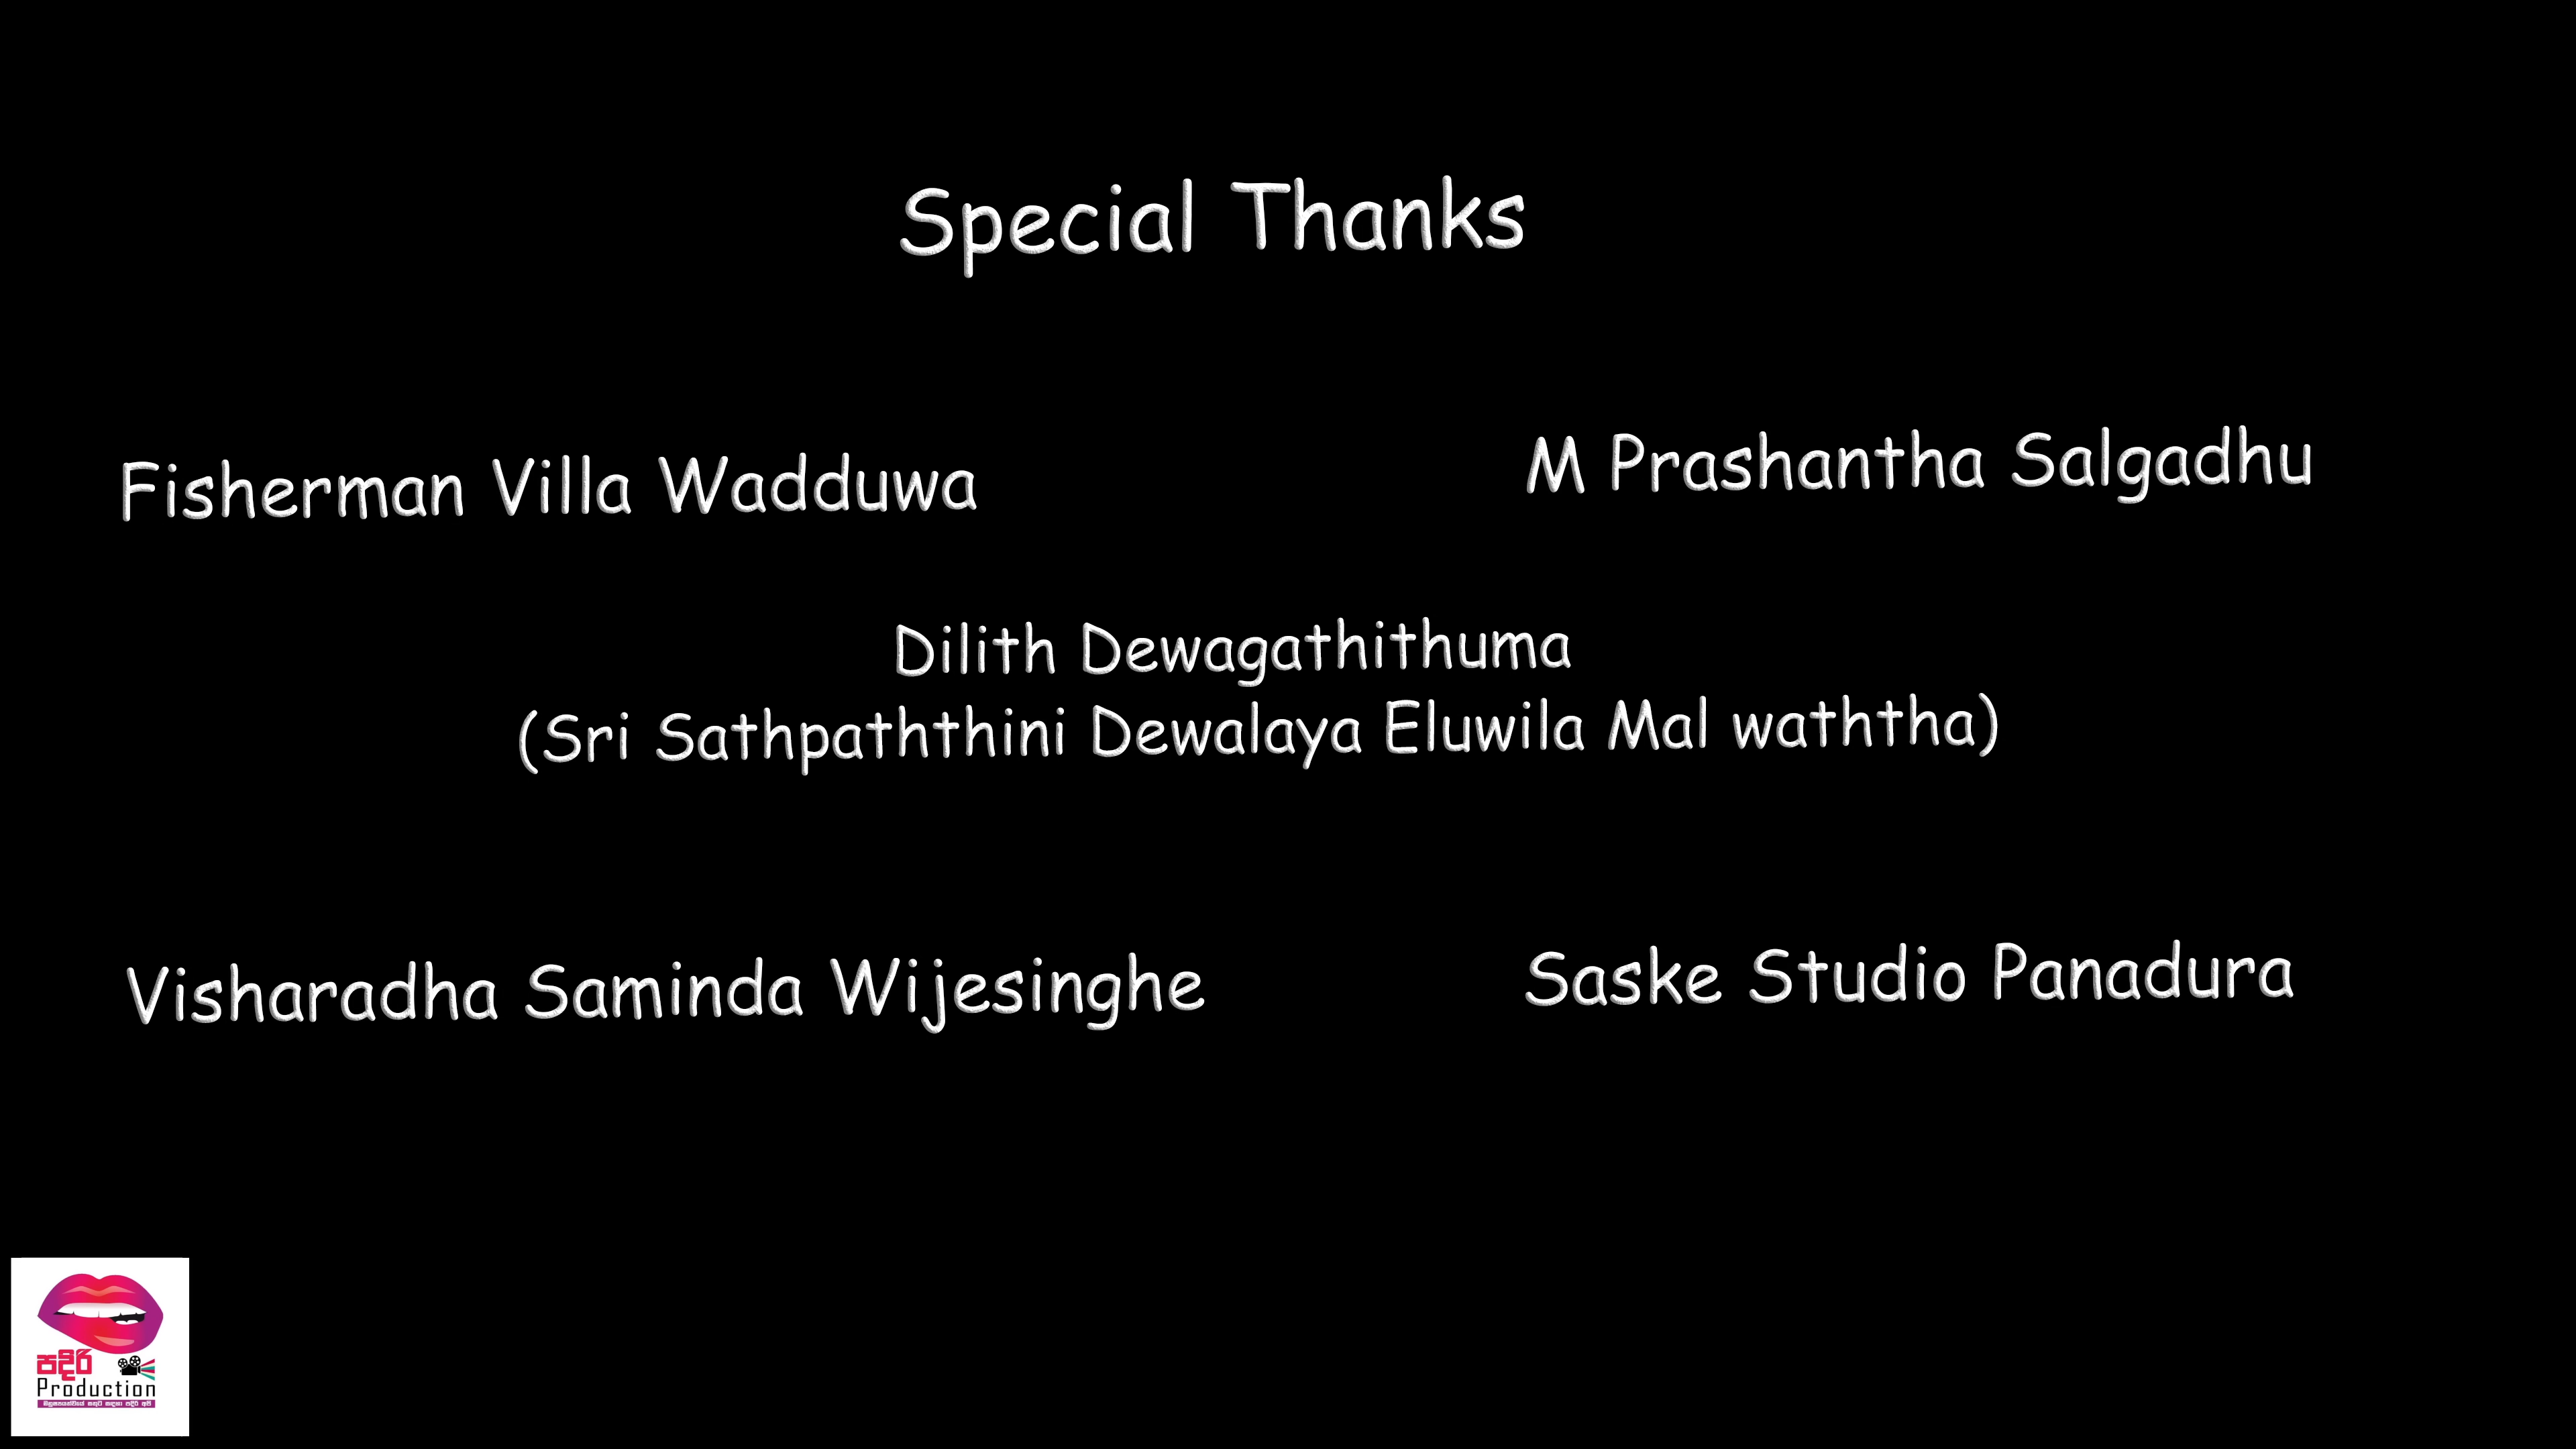 Special Thanks
Fisherman Villa Wadduwa
M Prashantha Salgadhu
Dilith Dewagathithuma
(Sri Sathpaththini Dewalaya Eluwila Mal waththa)
Visharadha Saminda Wijesinghe
Saske Studio Panadura
පදිරි
Production